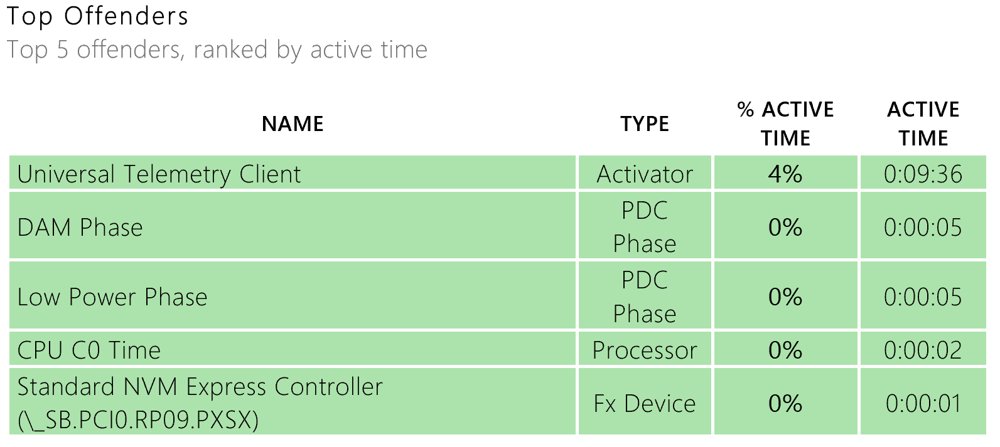 Top Offenders
Top 5 offenders, ranked by active time
NAME TYPE % ACTIVE TIME ACTIVE TIME
Universal Telemetry Client Activator 4% 0:09:36
DAM Phase PDC Phase 0% 0:00:05
Low Power Phase PDC Phase 0% 0:00:05
CPU C0 Time Processor 0% 0:00:02
Standard NVM Express Controller (\_SB.PCI0.RP09.PXSX) Fx Device 0% 0:00:01